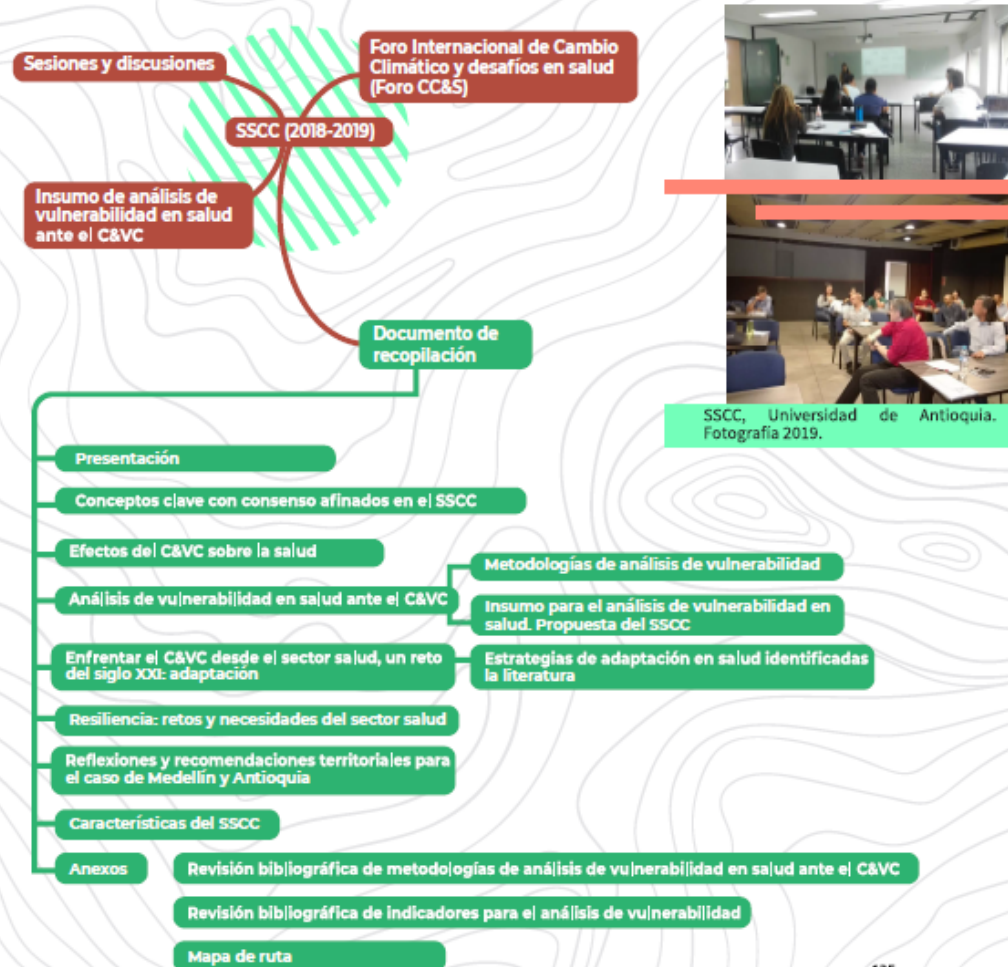 Sesiones y discusiones
Foro Internacional de Cambio
Climático y desafíos en salud
(Foro CC&S)
SSCC (2018-2019)
Insumo de análisis de
vulnerabilidad en salud
ante el C&VC
Documento de
recopilación
SSCC, Universidad de Antioquia.
Fotografía 2019.
Presentación
Conceptos clave con consenso afinados en el SSCC
Efectos del C&VC sobre la salud
Análisis de vulnerabilidad en salud ante el C&VC
Metodologías de análisis de vulnerabilidad
Insumo para el análisis de vulnerabilidad en
salud. Propuesta del SSCC
Enfrentar el C&VC desde el sector salud, un reto
del siglo XXI: adaptación
Estrategias de adaptación en salud identificadas
la literatura
Resiliencia: retos y necesidades del sector salud
Reflexiones y recomendaciones territoriales para
el caso de Medellín y Antioquia
Características del SSCC
Anexos
Revisión bibliográfica de metodologías de análisis de vulnerabilidad en salud ante el C&VC
Revisión bibliográfica de indicadores para el análisis de vulnerabilidad
Mapa de ruta